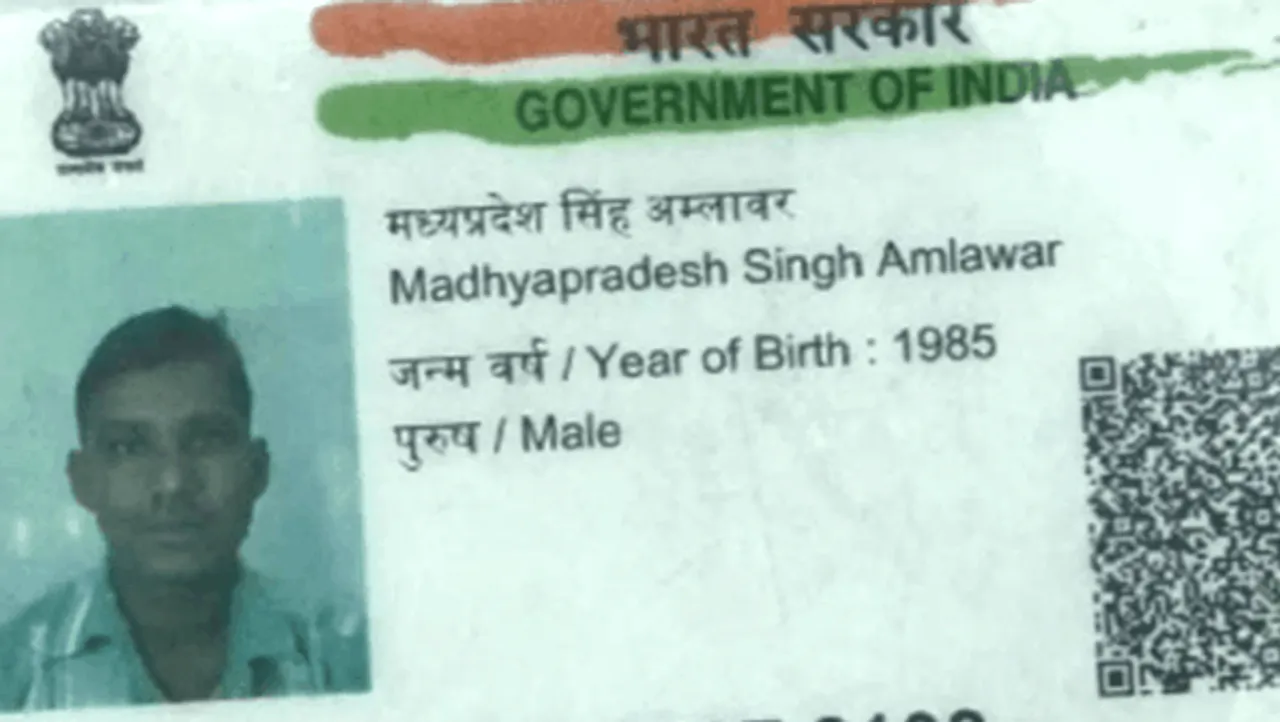 भारत सरकार
GOVERNMENT OF INDIA
मध्यप्रदेश सिंह अम्लावर
Madhyapradesh Singh Amlawar
जन्म वर्ष / Year of Birth : 1985
पुरुष / Male